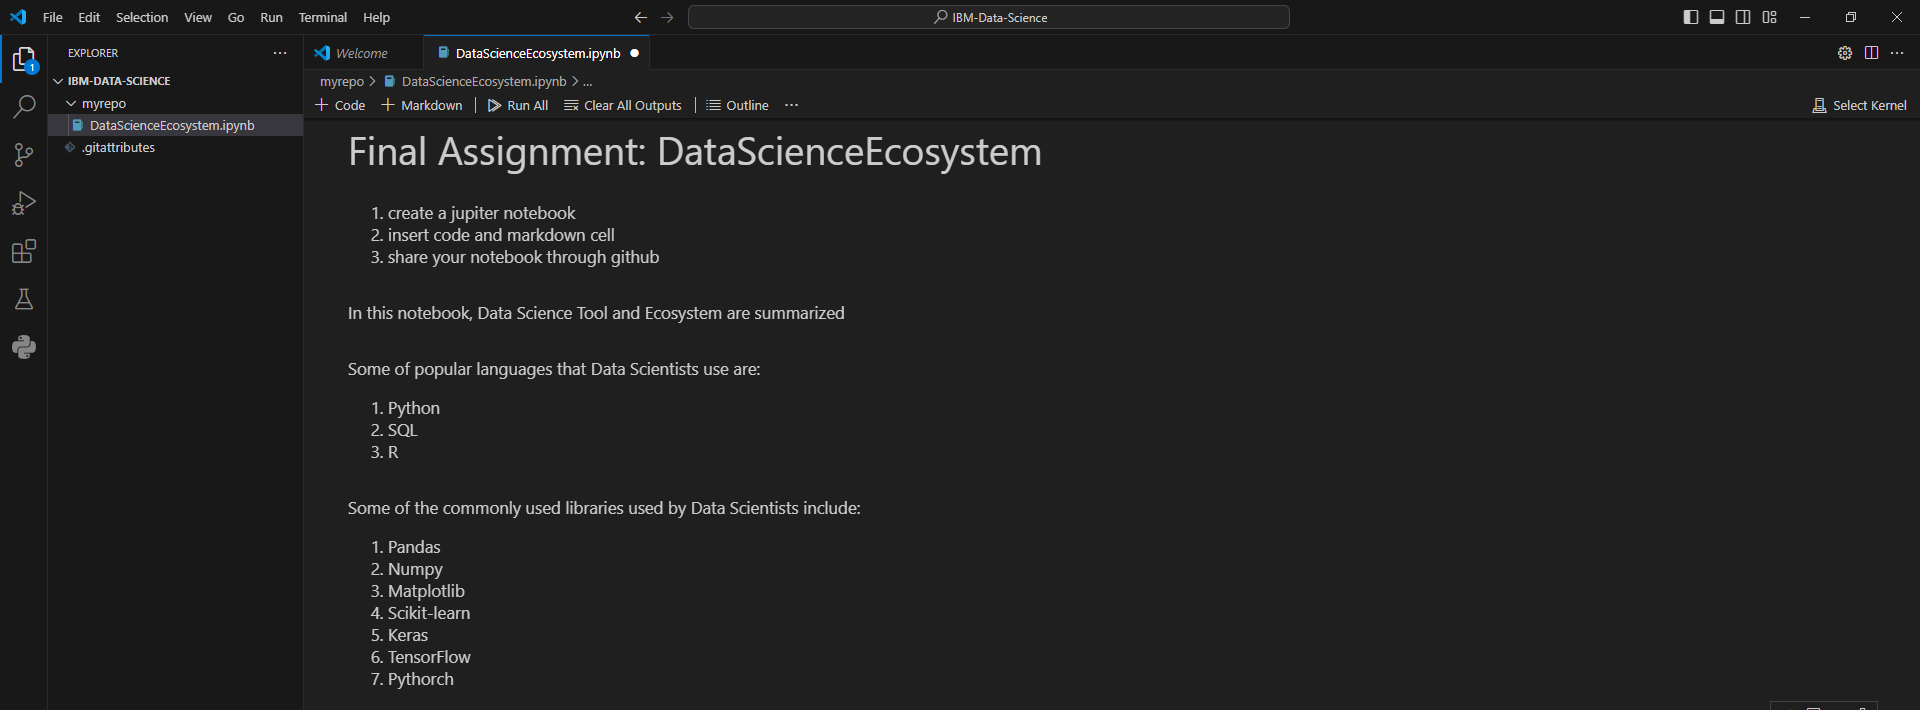 File Edit Selection View Go Run Terminal Help
IBM-Data-Science
EXPLORER
1
IBM-DATA-SCIENCE
myrepo
DataScienceEcosystem.ipynb
.gitattributes
Welcome
DataScienceEcosystem.ipynb
myrepo > DataScienceEcosystem.ipynb > ...
+ Code + Markdown | Run All Clear All Outputs | Outline ...
Select Kernel
Final Assignment: DataScienceEcosystem
1. create a jupiter notebook
2. insert code and markdown cell
3. share your notebook through github
In this notebook, Data Science Tool and Ecosystem are summarized
Some of popular languages that Data Scientists use are:
1. Python
2. SQL
3. R
Some of the commonly used libraries used by Data Scientists include:
1. Pandas
2. Numpy
3. Matplotlib
4. Scikit-learn
5. Keras
6. TensorFlow
7. Pythorch